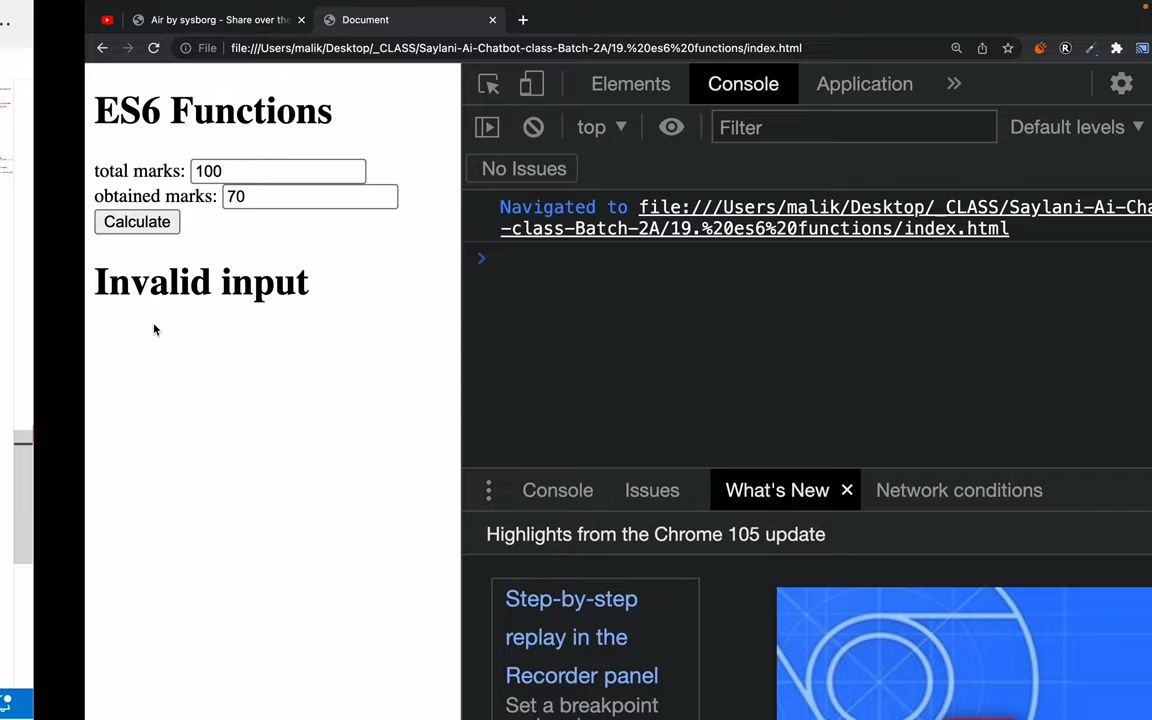 Air by sysborg - Share over the
Document
File file:///Users/malik/Desktop/_CLASS/Saylani-Ai-Chatbot-class-Batch-2A/19.%20es6%20functions/index.html
ES6 Functions
total marks: 100
obtained marks: 70
Calculate
Invalid input
Elements Console Application
top Filter Default levels
No Issues
Navigated to file:///Users/malik/Desktop/_CLASS/Saylani-Ai-Cha
-class-Batch-2A/19.%20es6%20functions/index.html
Console Issues What's New Network conditions
Highlights from the Chrome 105 update
Step-by-step
replay in the
Recorder panel
Set a breakpoint